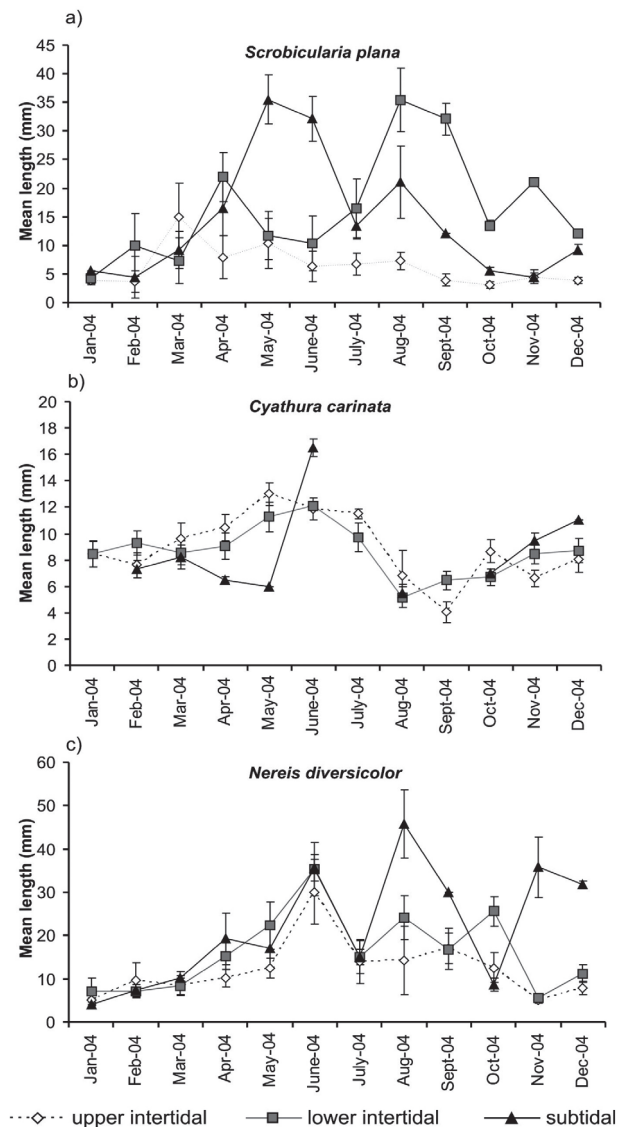 a)
Scrobicularia plana
Mean length (mm)
45
40
35
30
25
20
15
10
5
0
Jan-04 Feb-04 Mar-04 Apr-04 May-04 June-04 July-04 Aug-04 Sept-04 Oct-04 Nov-04 Dec-04
b)
Cyathura carinata
Mean length (mm)
20
18
16
14
12
10
8
6
4
2
0
Jan-04 Feb-04 Mar-04 Apr-04 May-04 June-04 July-04 Aug-04 Sept-04 Oct-04 Nov-04 Dec-04
c)
Nereis diversicolor
Mean length (mm)
60
50
40
30
20
10
0
Jan-04 Feb-04 Mar-04 Apr-04 May-04 June-04 July-04 Aug-04 Sept-04 Oct-04 Nov-04 Dec-04
upper intertidal lower intertidal subtidal